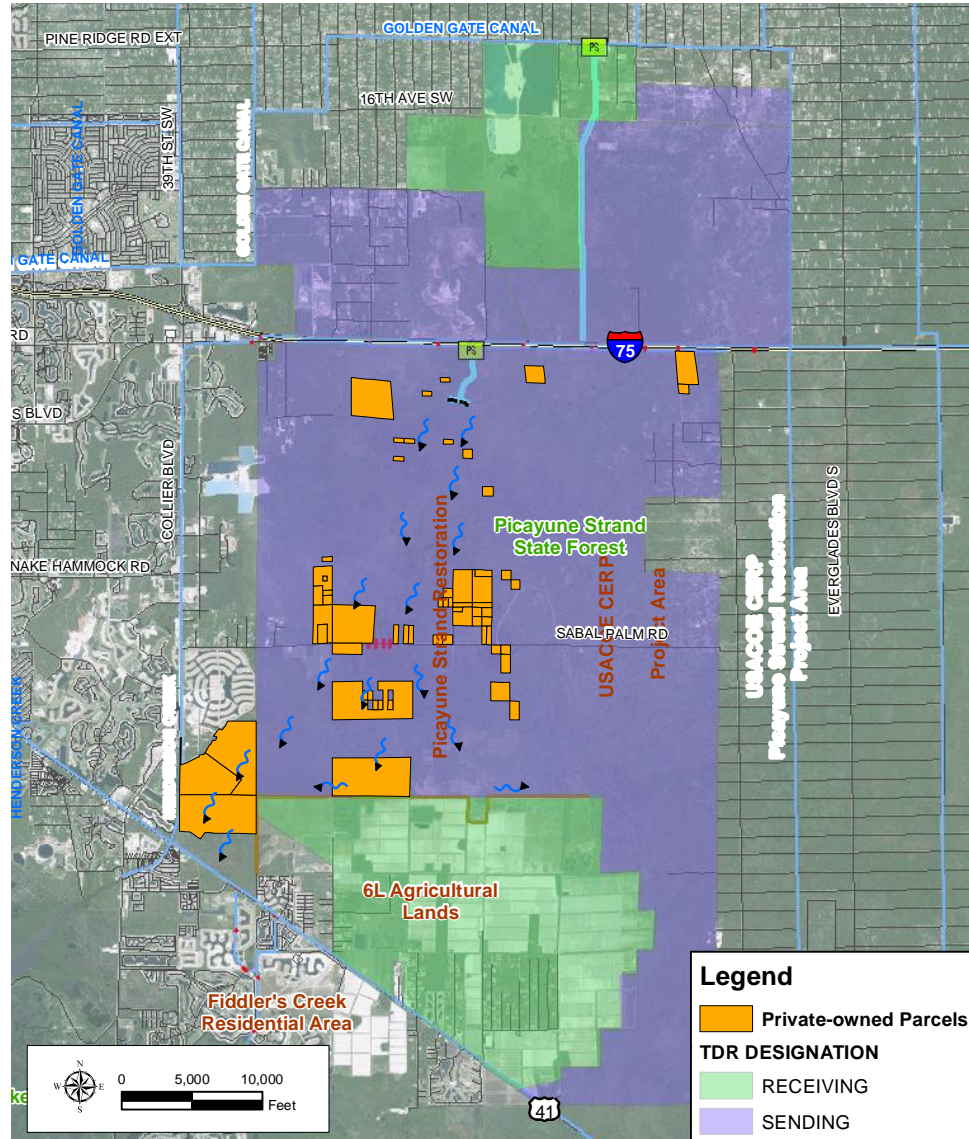 GOLDEN GATE CANAL
PINE RIDGE RD EXT
PS
16TH AVE SW
39TH ST SW
GOLDEN GATE CANAL
GOLDEN GATE CANAL
N GATE CANAL
RD
PS
75
S BLVD
COLLIER BLVD
Picayune Strand Restoration
Picayune Strand
State Forest
EVERGLADES BLVD S
NAKE HAMMOCK RD
USACOE CERP
Project Area
USACOE CERP
Picayune Strand Restoration
Project Area
SABAL PALM RD
HENDERSON CREEK
6L Agricultural
Lands
Fiddler's Creek
Residential Area
Legend
Private-owned Parcels
TDR DESIGNATION
RECEIVING
SENDING
N
W E
S
0 5,000 10,000
Feet
ke
41